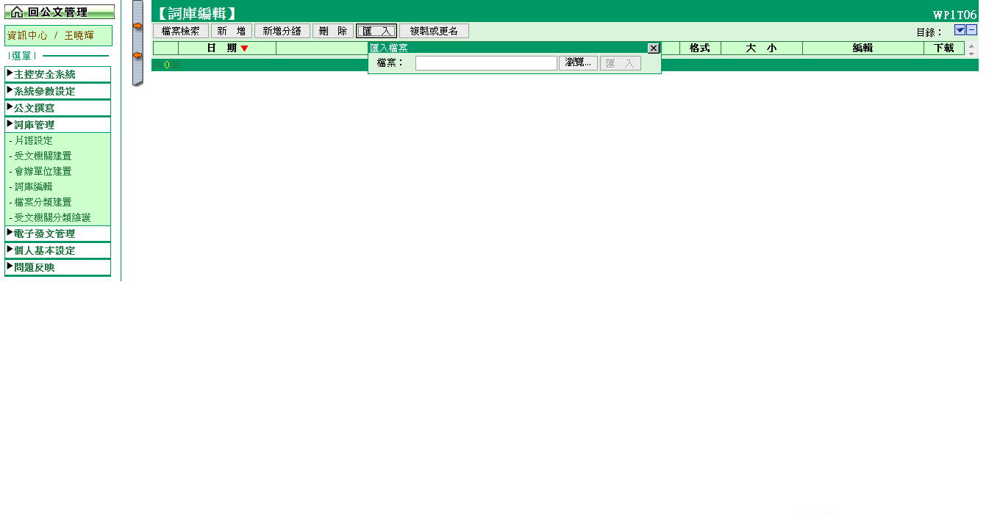 回公文管理
資訊中心 / 王曉輝
|選單|
▶主控安全系統
▶系統參數設定
▶公文撰寫
▶詞庫管理
- 片語設定
- 受文機關建置
- 會辦單位建置
- 詞庫編輯
- 檔案分類建置
- 受文機關分類維護
▶電子發文管理
▶個人基本設定
▶問題反映
【詞庫編輯】 WP1T06
檔案檢索 新 增 新增分繕 刪 除 匯 入 複製或更名 目錄：
日 期▼ 格式 大 小 編輯 下載
匯入檔案
檔案： 瀏覽... 匯 入
共 0 筆